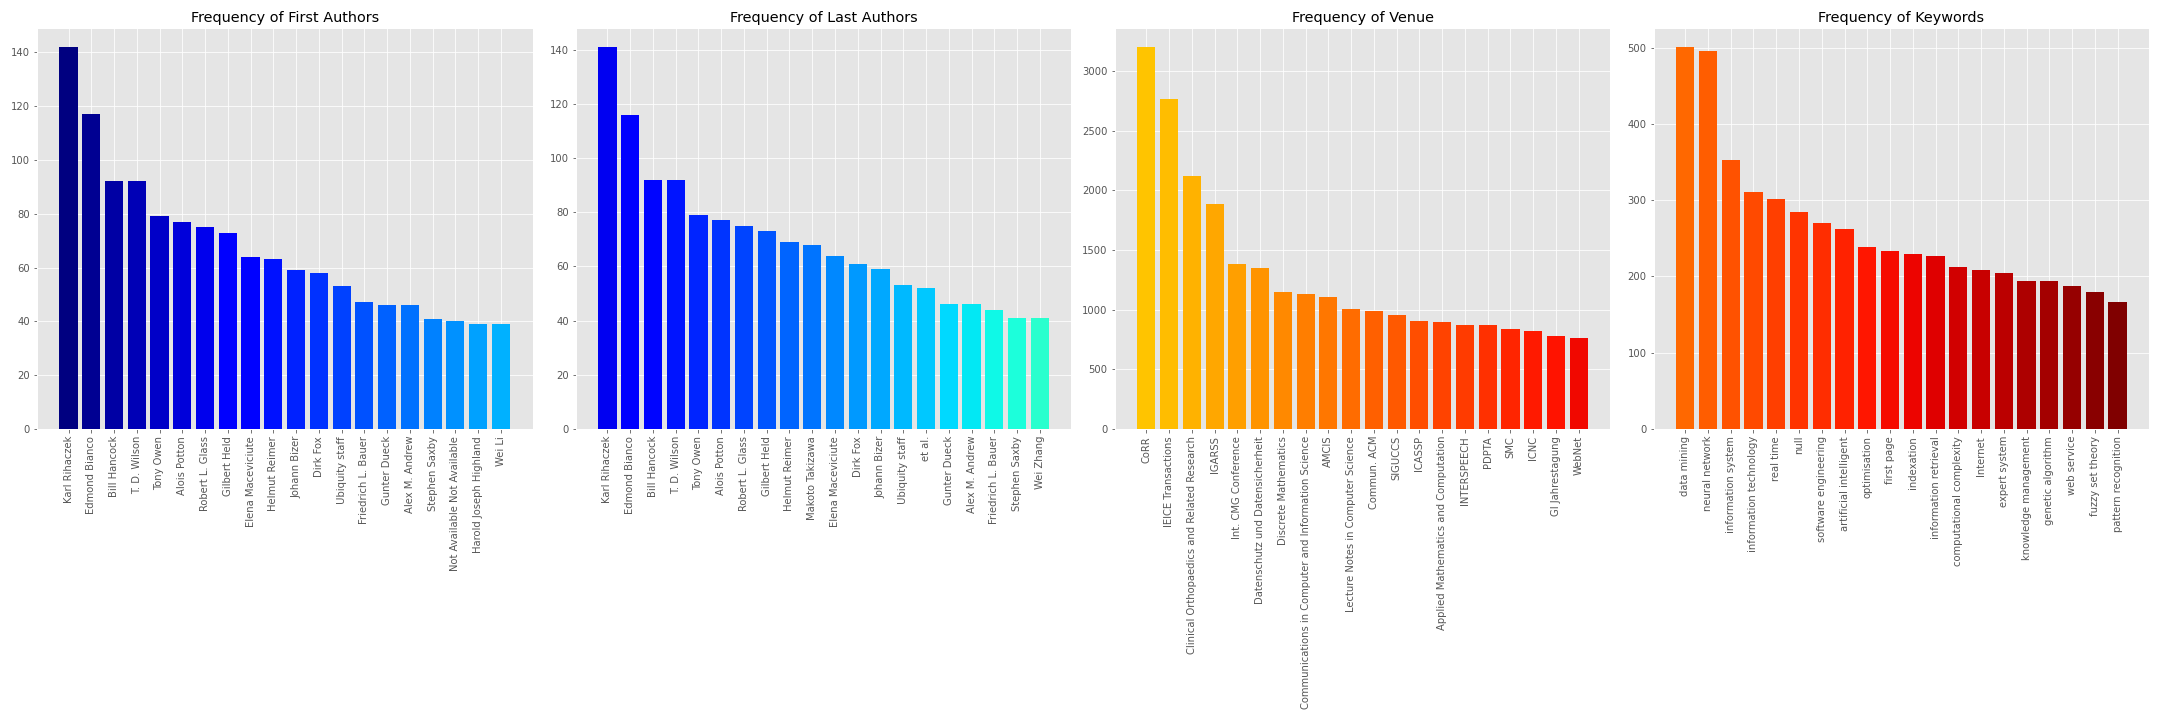 Frequency of First Authors
140
120
100
80
60
40
20
0
Karl Rihaczek
Edmond Bianco
Bill Hancock
T. D. Wilson
Tony Owen
Alois Potton
Robert L. Glass
Gilbert Held
Elena Maceviciute
Helmut Reimer
Johann Bizer
Dirk Fox
Ubiquity staff
Friedrich L. Bauer
Gunter Dueck
Alex M. Andrew
Stephen Saxby
Not Available Not Available
Harold Joseph Highland
Wei Li
Frequency of Last Authors
140
120
100
80
60
40
20
0
Karl Rihaczek
Edmond Bianco
Bill Hancock
T. D. Wilson
Tony Owen
Alois Potton
Robert L. Glass
Gilbert Held
Helmut Reimer
Makoto Takizawa
Elena Maceviciute
Dirk Fox
Johann Bizer
Ubiquity staff
et al.
Gunter Dueck
Alex M. Andrew
Friedrich L. Bauer
Stephen Saxby
Wei Zhang
Frequency of Venue
3000
2500
2000
1500
1000
500
0
CoRR
IEICE Transactions
Clinical Orthopaedics and Related Research
IGARSS
Int. CMG Conference
Datenschutz und Datensicherheit
Discrete Mathematics
Communications in Computer and Information Science
AMCIS
Lecture Notes in Computer Science
Commun. ACM
SIGUCCS
ICASSP
Applied Mathematics and Computation
INTERSPEECH
PDPTA
SMC
ICNC
GI Jahrestagung
WebNet
Frequency of Keywords
500
400
300
200
100
0
data mining
neural network
information system
information technology
real time
null
software engineering
artificial intelligent
optimisation
first page
indexation
information retrieval
computational complexity
Internet
expert system
knowledge management
genetic algorithm
web service
fuzzy set theory
pattern recognition